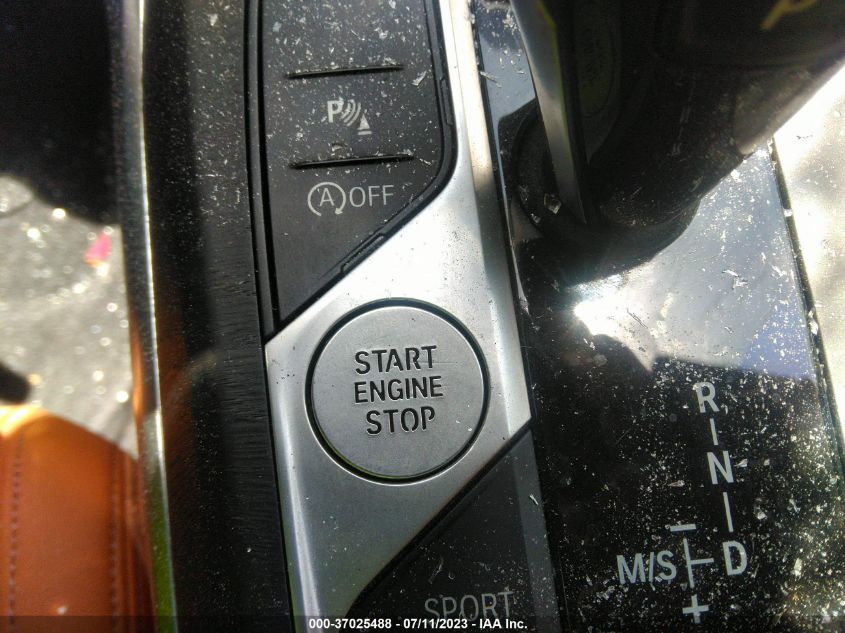 P
P
A OFF
START
ENGINE
STOP
R
N
D
M/S
+
SPORT
000-37025488 - 07/11/2023 - IAA Inc.